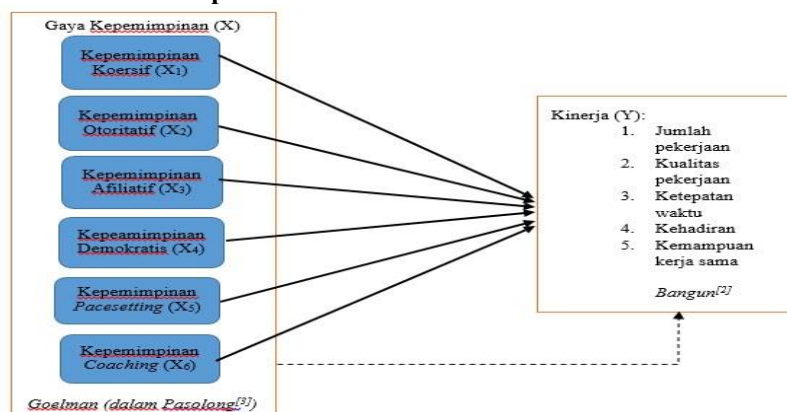 Gaya Kepemimpinan (X)
Kepemimpinan
Koersif (X1)
Kepemimpinan
Otoritatif (X2)
Kepemimpinan
Afiliatif (X3)
Kepeamimpinan
Demokratis (X4)
Kepemimpinan
Pacesetting (X5)
Kepemimpinan
Coaching (X6)
Goelman (dalam Pasolong[3])
Kinerja (Y):
1. Jumlah
pekerjaan
2. Kualitas
pekerjaan
3. Ketepatan
waktu
4. Kehadiran
5. Kemampuan
kerja sama
Bangun[2]